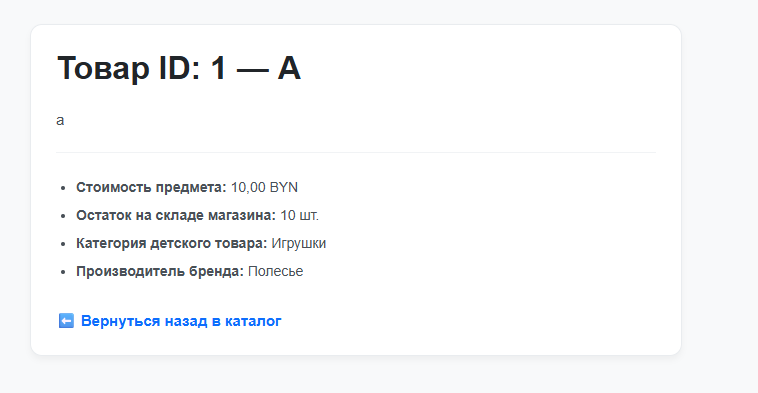 Товар ID: 1 — А
а
Стоимость предмета: 10,00 BYN
Остаток на складе магазина: 10 шт.
Категория детского товара: Игрушки
Производитель бренда: Полесье
Вернуться назад в каталог